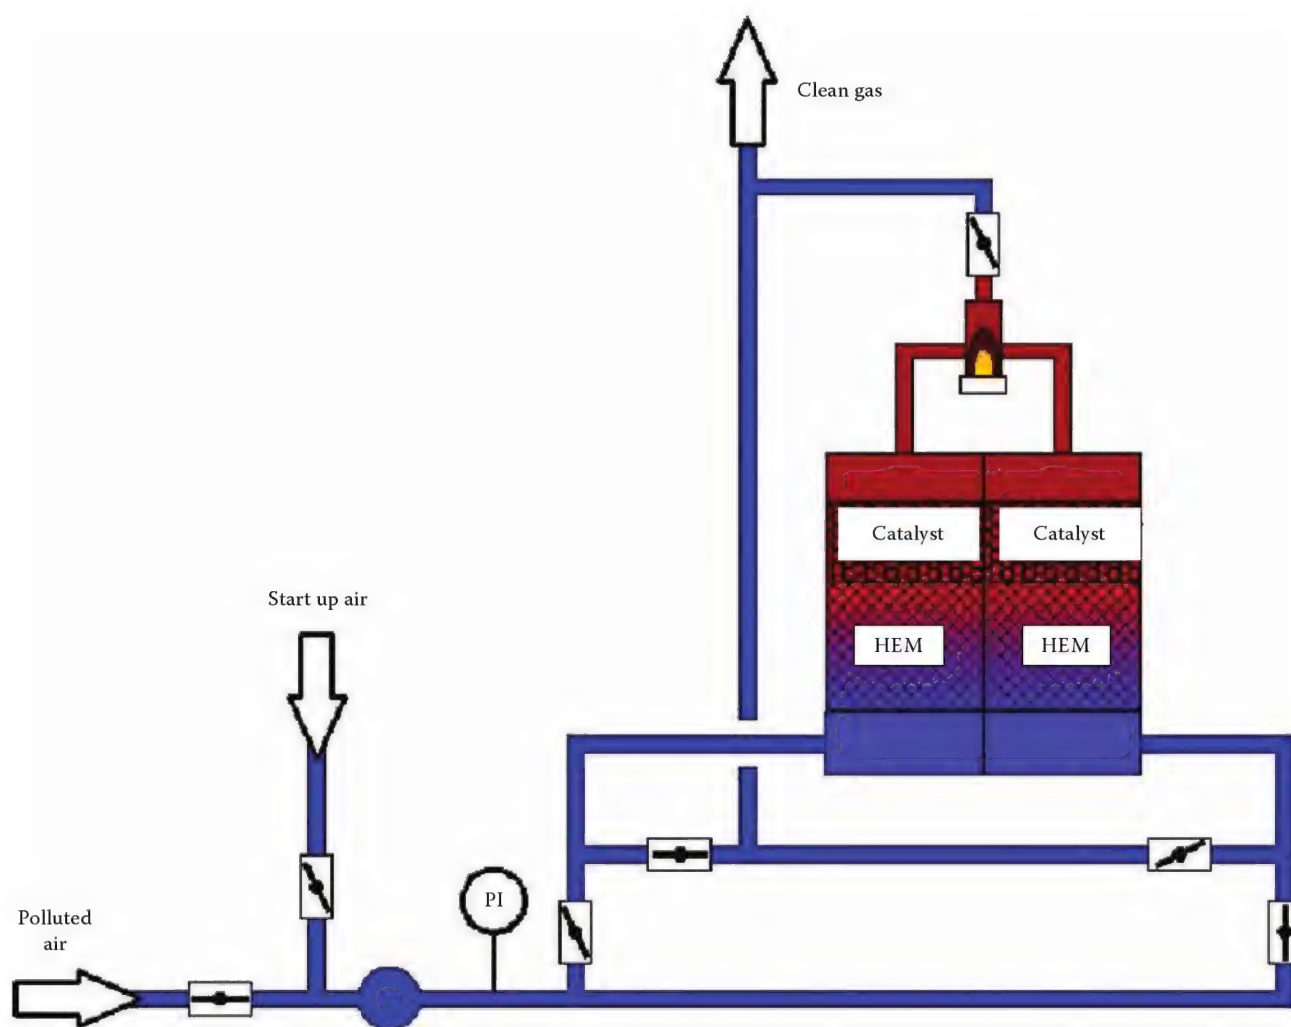 Clean gas
Catalyst
Catalyst
Start up air
HEM
HEM
PI
Polluted
air